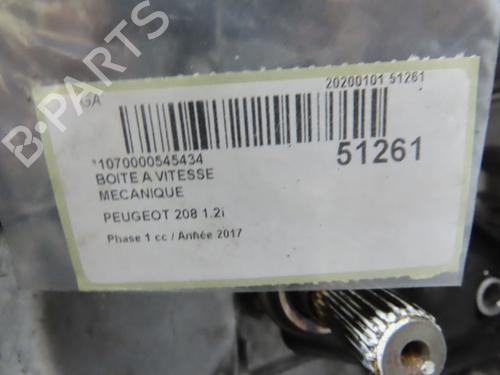 GA
20200101 51261
*1070000545434
51261
BOITE A VITESSE
MECANIQUE
PEUGEOT 208 1.2i
Phase 1 cc / Année 2017
B-PARTS